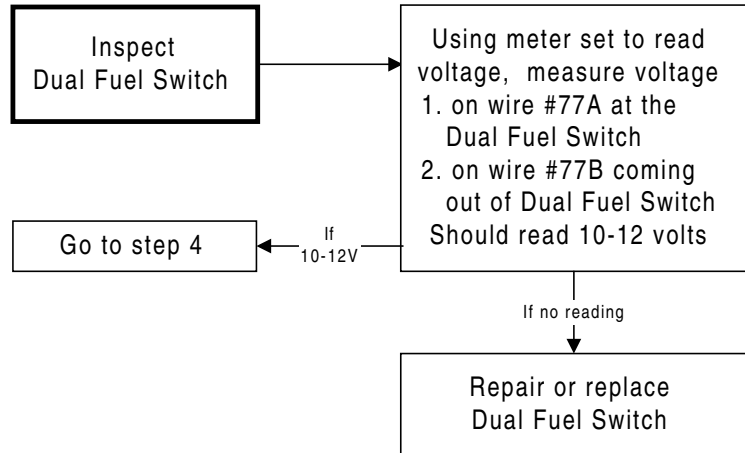 Inspect
Dual Fuel Switch
Using meter set to read
voltage, measure voltage
1. on wire #77A at the
Dual Fuel Switch
2. on wire #77B coming
out of Dual Fuel Switch
Should read 10-12 volts
If
10-12V
Go to step 4
If no reading
Repair or replace
Dual Fuel Switch